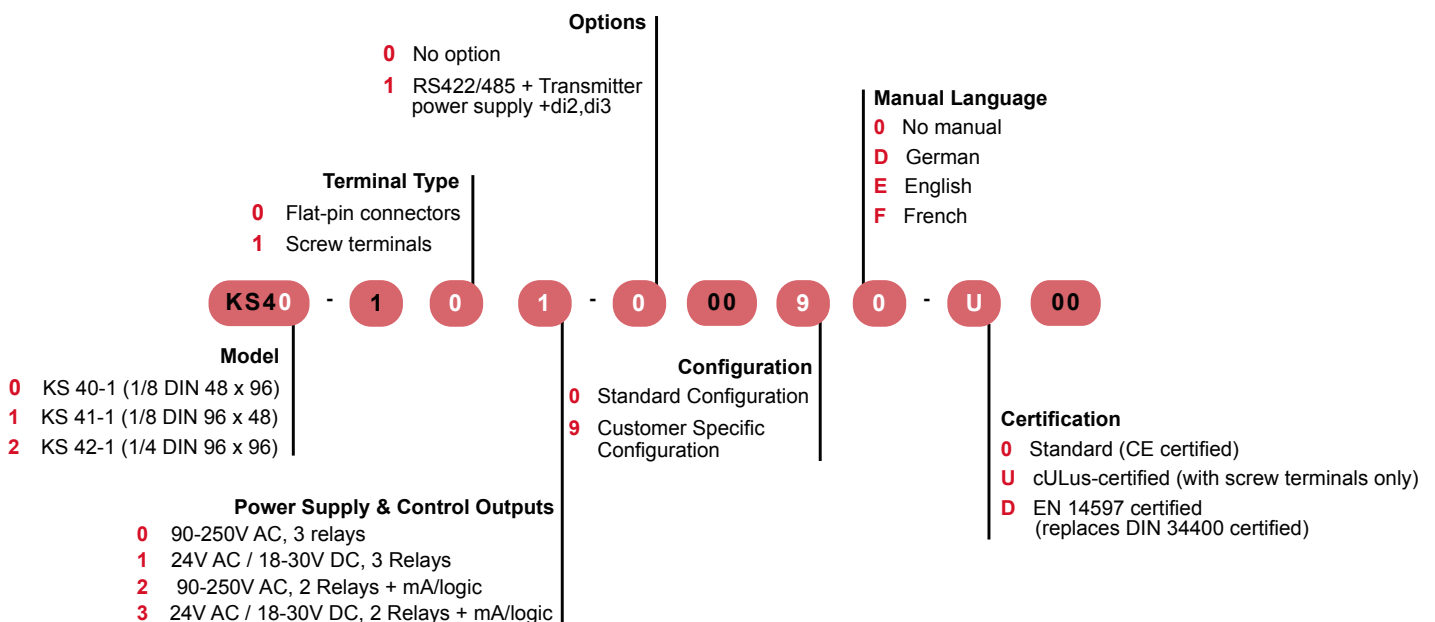 Options
0 No option
1 RS422/485 + Transmitter
power supply +di2,di3
Manual Language
0 No manual
D German
E English
F French
Terminal Type
0 Flat-pin connectors
1 Screw terminals
KS40 - 1 0 1 - 0 00 9 0 - U 00
Model
0 KS 40-1 (1/8 DIN 48 x 96)
1 KS 41-1 (1/8 DIN 96 x 48)
2 KS 42-1 (1/4 DIN 96 x 96)
Configuration
0 Standard Configuration
9 Customer Specific
Configuration
Certification
0 Standard (CE certified)
U cULus-certified (with screw terminals only)
D EN 14597 certified
(replaces DIN 34400 certified)
Power Supply & Control Outputs
0 90-250V AC, 3 relays
1 24V AC / 18-30V DC, 3 Relays
2 90-250V AC, 2 Relays + mA/logic
3 24V AC / 18-30V DC, 2 Relays + mA/logic